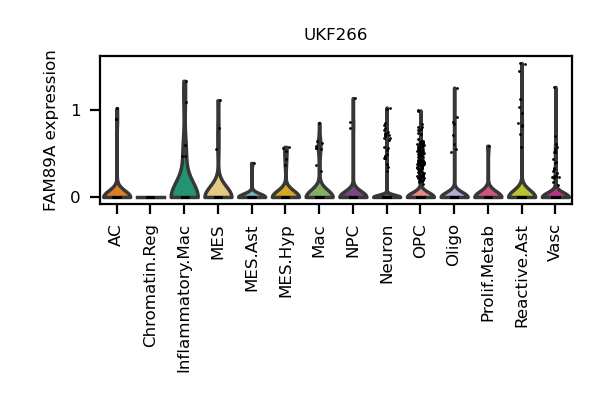 UKF266
FAM89A expression
1
0
AC
Chromatin.Reg
Inflammatory.Mac
MES
MES.Ast
MES.Hyp
Mac
NPC
Neuron
OPC
Oligo
Prolif.Metab
Reactive.Ast
Vasc